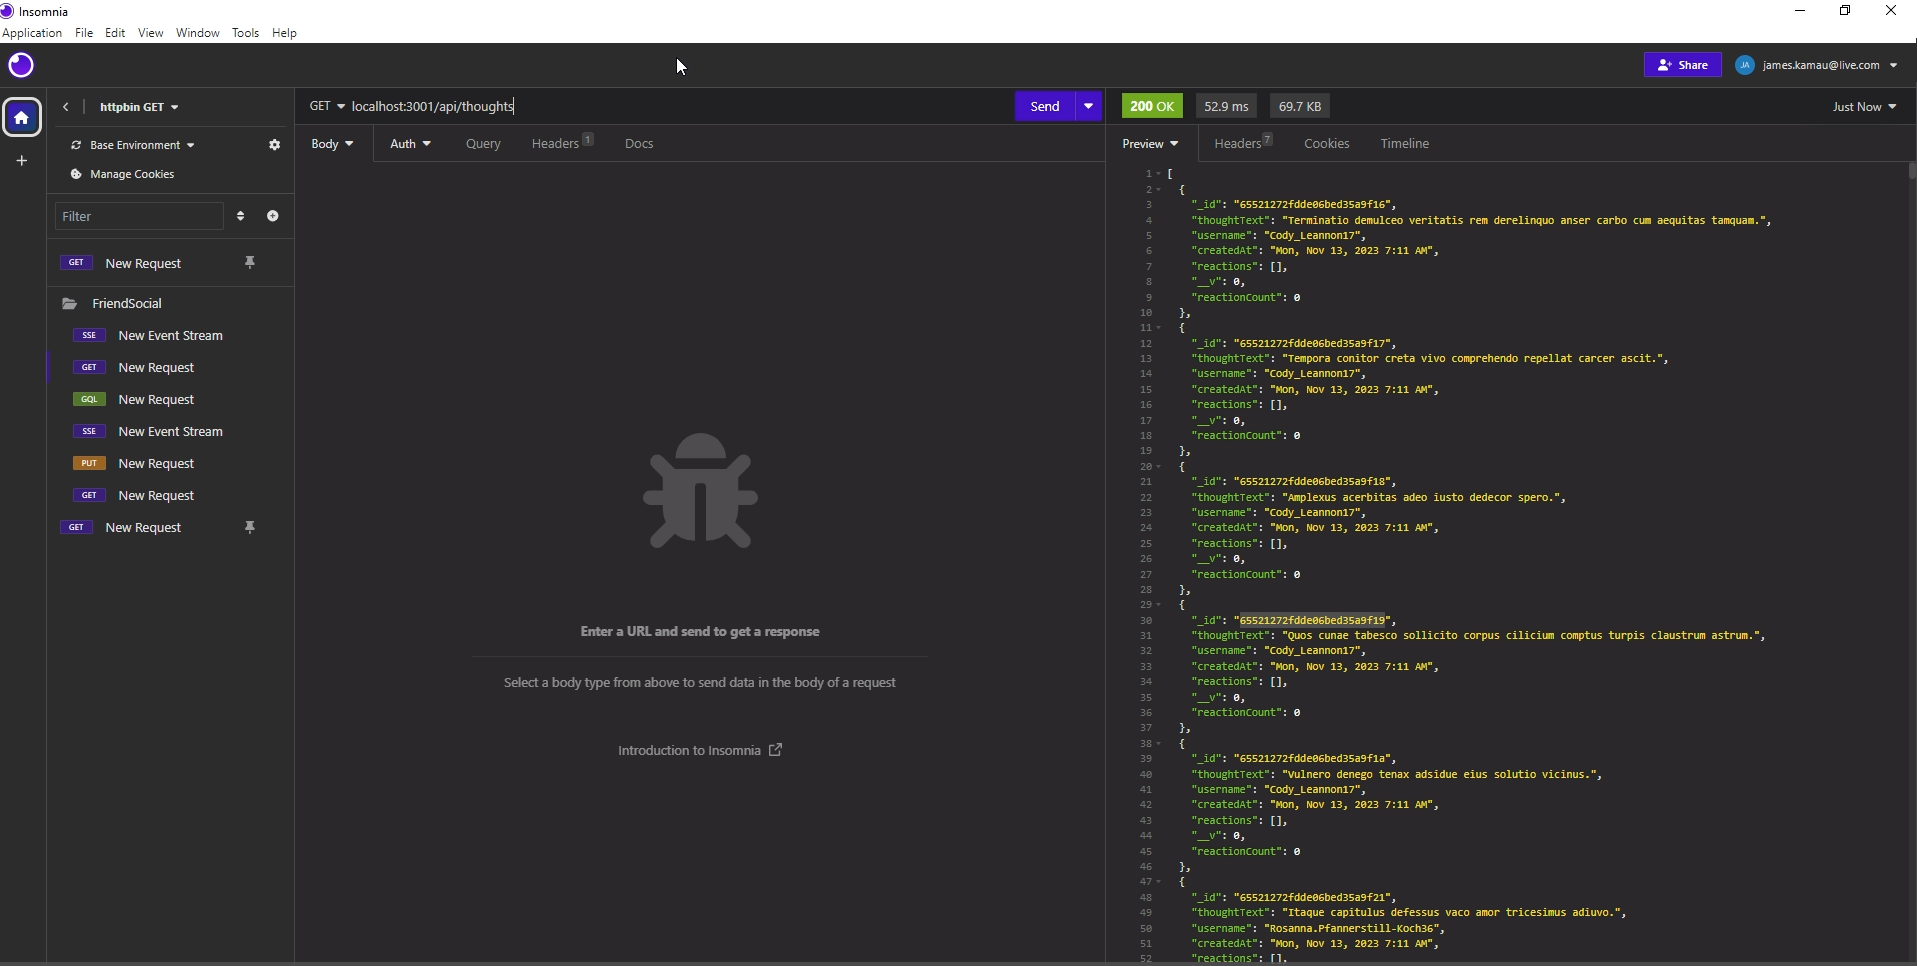 Insomnia
Application File Edit View Window Tools Help
Share
JA james.kamau@live.com
httpbin GET
GET localhost:3001/api/thoughts
Send
200 OK
52.9 ms
69.7 KB
Just Now
Base Environment
Manage Cookies
Body Auth Query Headers 1 Docs
Preview Headers 7 Cookies Timeline
Filter
GET New Request
FriendSocial
SSE New Event Stream
GET New Request
GQL New Request
SSE New Event Stream
PUT New Request
GET New Request
GET New Request
Enter a URL and send to get a response
Select a body type from above to send data in the body of a request
Introduction to Insomnia
1 [
2 {
3 "_id": "65521272fdde06bed35a9f16",
4 "thoughtText": "Terminatio demulceo veritatis rem derelinquo anser carbo cum aequitas tamquam.",
5 "username": "Cody_Leannon17",
6 "createdAt": "Mon, Nov 13, 2023 7:11 AM",
7 "reactions": [],
8 "__v": 0,
9 "reactionCount": 0
10 },
11 {
12 "_id": "65521272fdde06bed35a9f17",
13 "thoughtText": "Tempora conitor creta vivo comprehendo repellat carcer ascit.",
14 "username": "Cody_Leannon17",
15 "createdAt": "Mon, Nov 13, 2023 7:11 AM",
16 "reactions": [],
17 "__v": 0,
18 "reactionCount": 0
19 },
20 {
21 "_id": "65521272fdde06bed35a9f18",
22 "thoughtText": "Amplexus acerbitas adeo iusto dedecor spero.",
23 "username": "Cody_Leannon17",
24 "createdAt": "Mon, Nov 13, 2023 7:11 AM",
25 "reactions": [],
26 "__v": 0,
27 "reactionCount": 0
28 },
29 {
30 "_id": "65521272fdde06bed35a9f19",
31 "thoughtText": "Quos cunae tabesco sollicito corpus cilicium comptus turpis claustrum astrum.",
32 "username": "Cody_Leannon17",
33 "createdAt": "Mon, Nov 13, 2023 7:11 AM",
34 "reactions": [],
35 "__v": 0,
36 "reactionCount": 0
37 },
38 {
39 "_id": "65521272fdde06bed35a9f1a",
40 "thoughtText": "Vulnero denego tenax adsidue eius solutio vicinus.",
41 "username": "Cody_Leannon17",
42 "createdAt": "Mon, Nov 13, 2023 7:11 AM",
43 "reactions": [],
44 "__v": 0,
45 "reactionCount": 0
46 },
47 {
48 "_id": "65521272fdde06bed35a9f21",
49 "thoughtText": "Itaque capitulus defessus vaco amor tricesimus adiuvo.",
50 "username": "Rosanna.Pfannerstill-Koch36",
51 "createdAt": "Mon, Nov 13, 2023 7:11 AM",
52 "reactions": [],